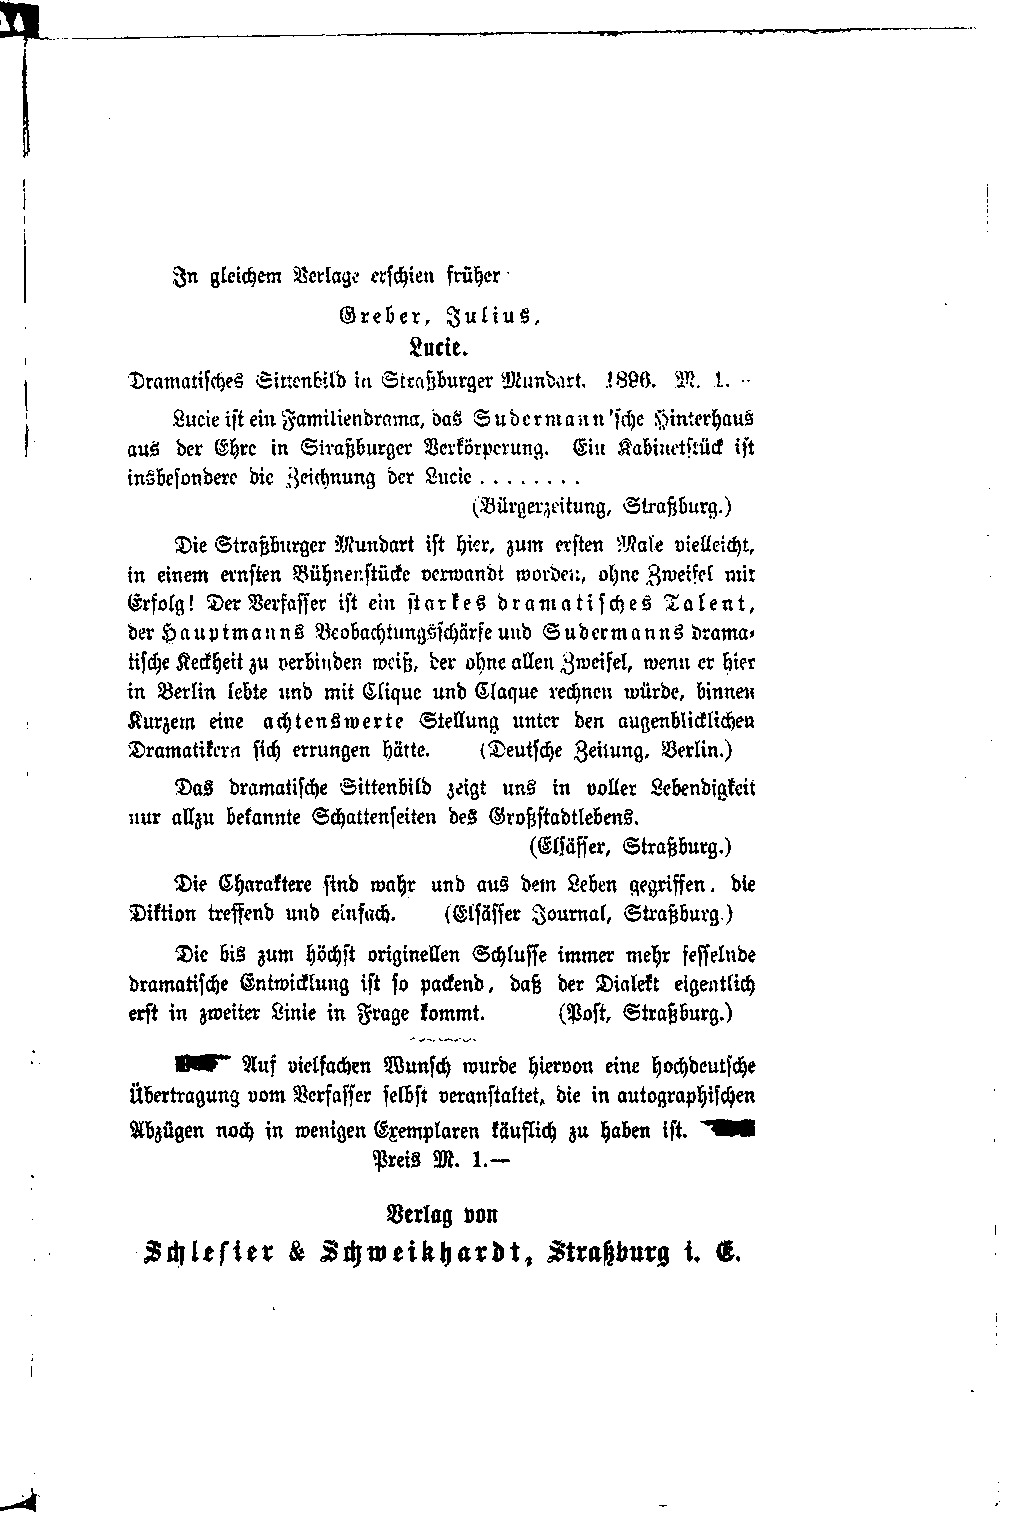 In gleichem Verlage erschien früher
Greber, Julius,
Lucie.
Dramatisches Sittenbild in Straßburger Mundart. 1896. M. 1.–
Lucie ist ein Familiendrama, das Sudermann'sche Hinterhaus
aus der Ehre in Straßburger Verkörperung. Ein Kabinetstück ist
insbesondere die Zeichnung der Lucie ........
(Bürgerzeitung, Straßburg.)
Die Straßburger Mundart ist hier, zum ersten Male vielleicht,
in einem ernsten Bühnenstücke verwandt worden, ohne Zweifel mit
Erfolg! Der Verfasser ist ein starkes dramatisches Talent,
der Hauptmanns Beobachtungsschärfe und Sudermanns drama-
tische Keckheit zu verbinden weiß, der ohne allen Zweifel, wenn er hier
in Berlin lebte und mit Clique und Claque rechnen würde, binnen
Kurzem eine achtenswerte Stellung unter den augenblicklichen
Dramatikern sich errungen hätte. (Deutsche Zeitung, Berlin.)
Das dramatische Sittenbild zeigt uns in voller Lebendigkeit
nur allzu bekannte Schattenseiten des Großstadtlebens.
(Elsässer, Straßburg.)
Die Charaktere sind wahr und aus dem Leben gegriffen, die
Diktion treffend und einfach. (Elsässer Journal, Straßburg.)
Die bis zum höchst originellen Schlusse immer mehr fesselnde
dramatische Entwicklung ist so packend, daß der Dialekt eigentlich
erst in zweiter Linie in Frage kommt. (Post, Straßburg.)
Auf vielfachen Wunsch wurde hiervon eine hochdeutsche
Übertragung vom Verfasser selbst veranstaltet, die in autographischen
Abzügen noch in wenigen Exemplaren käuflich zu haben ist.
Preis M. 1.—
Verlag von
Schlesier & Schweikhardt, Straßburg i. E.